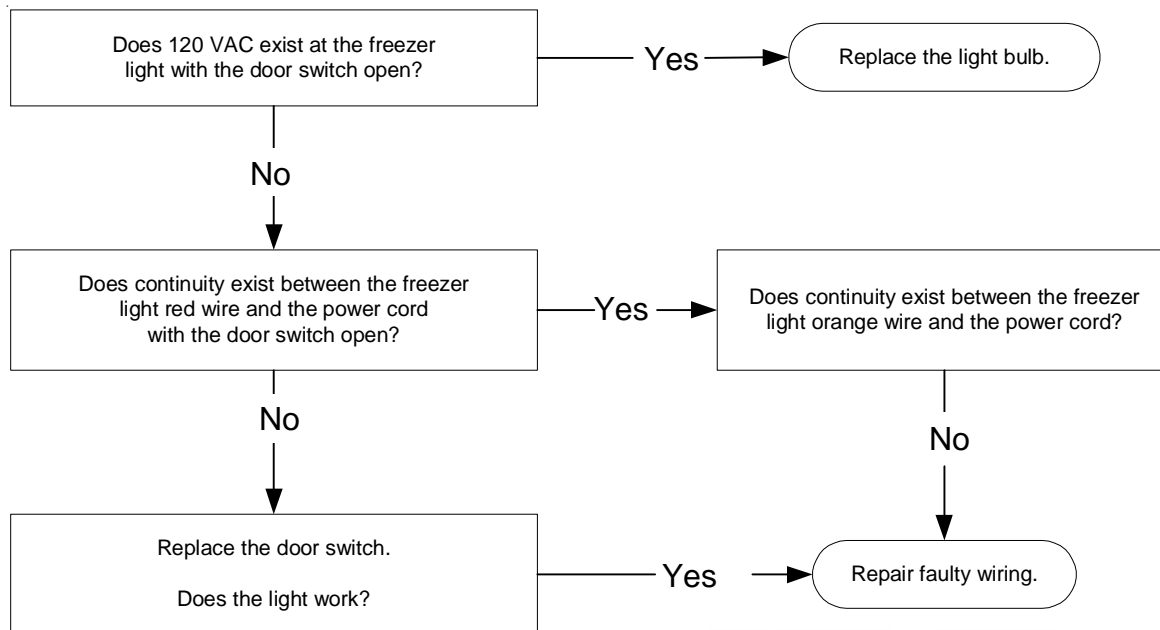 Does 120 VAC exist at the freezer
light with the door switch open?
Yes
Replace the light bulb.
No
Does continuity exist between the freezer
light red wire and the power cord
with the door switch open?
Yes
Does continuity exist between the freezer
light orange wire and the power cord?
No
No
Replace the door switch.
Does the light work?
Yes
Repair faulty wiring.